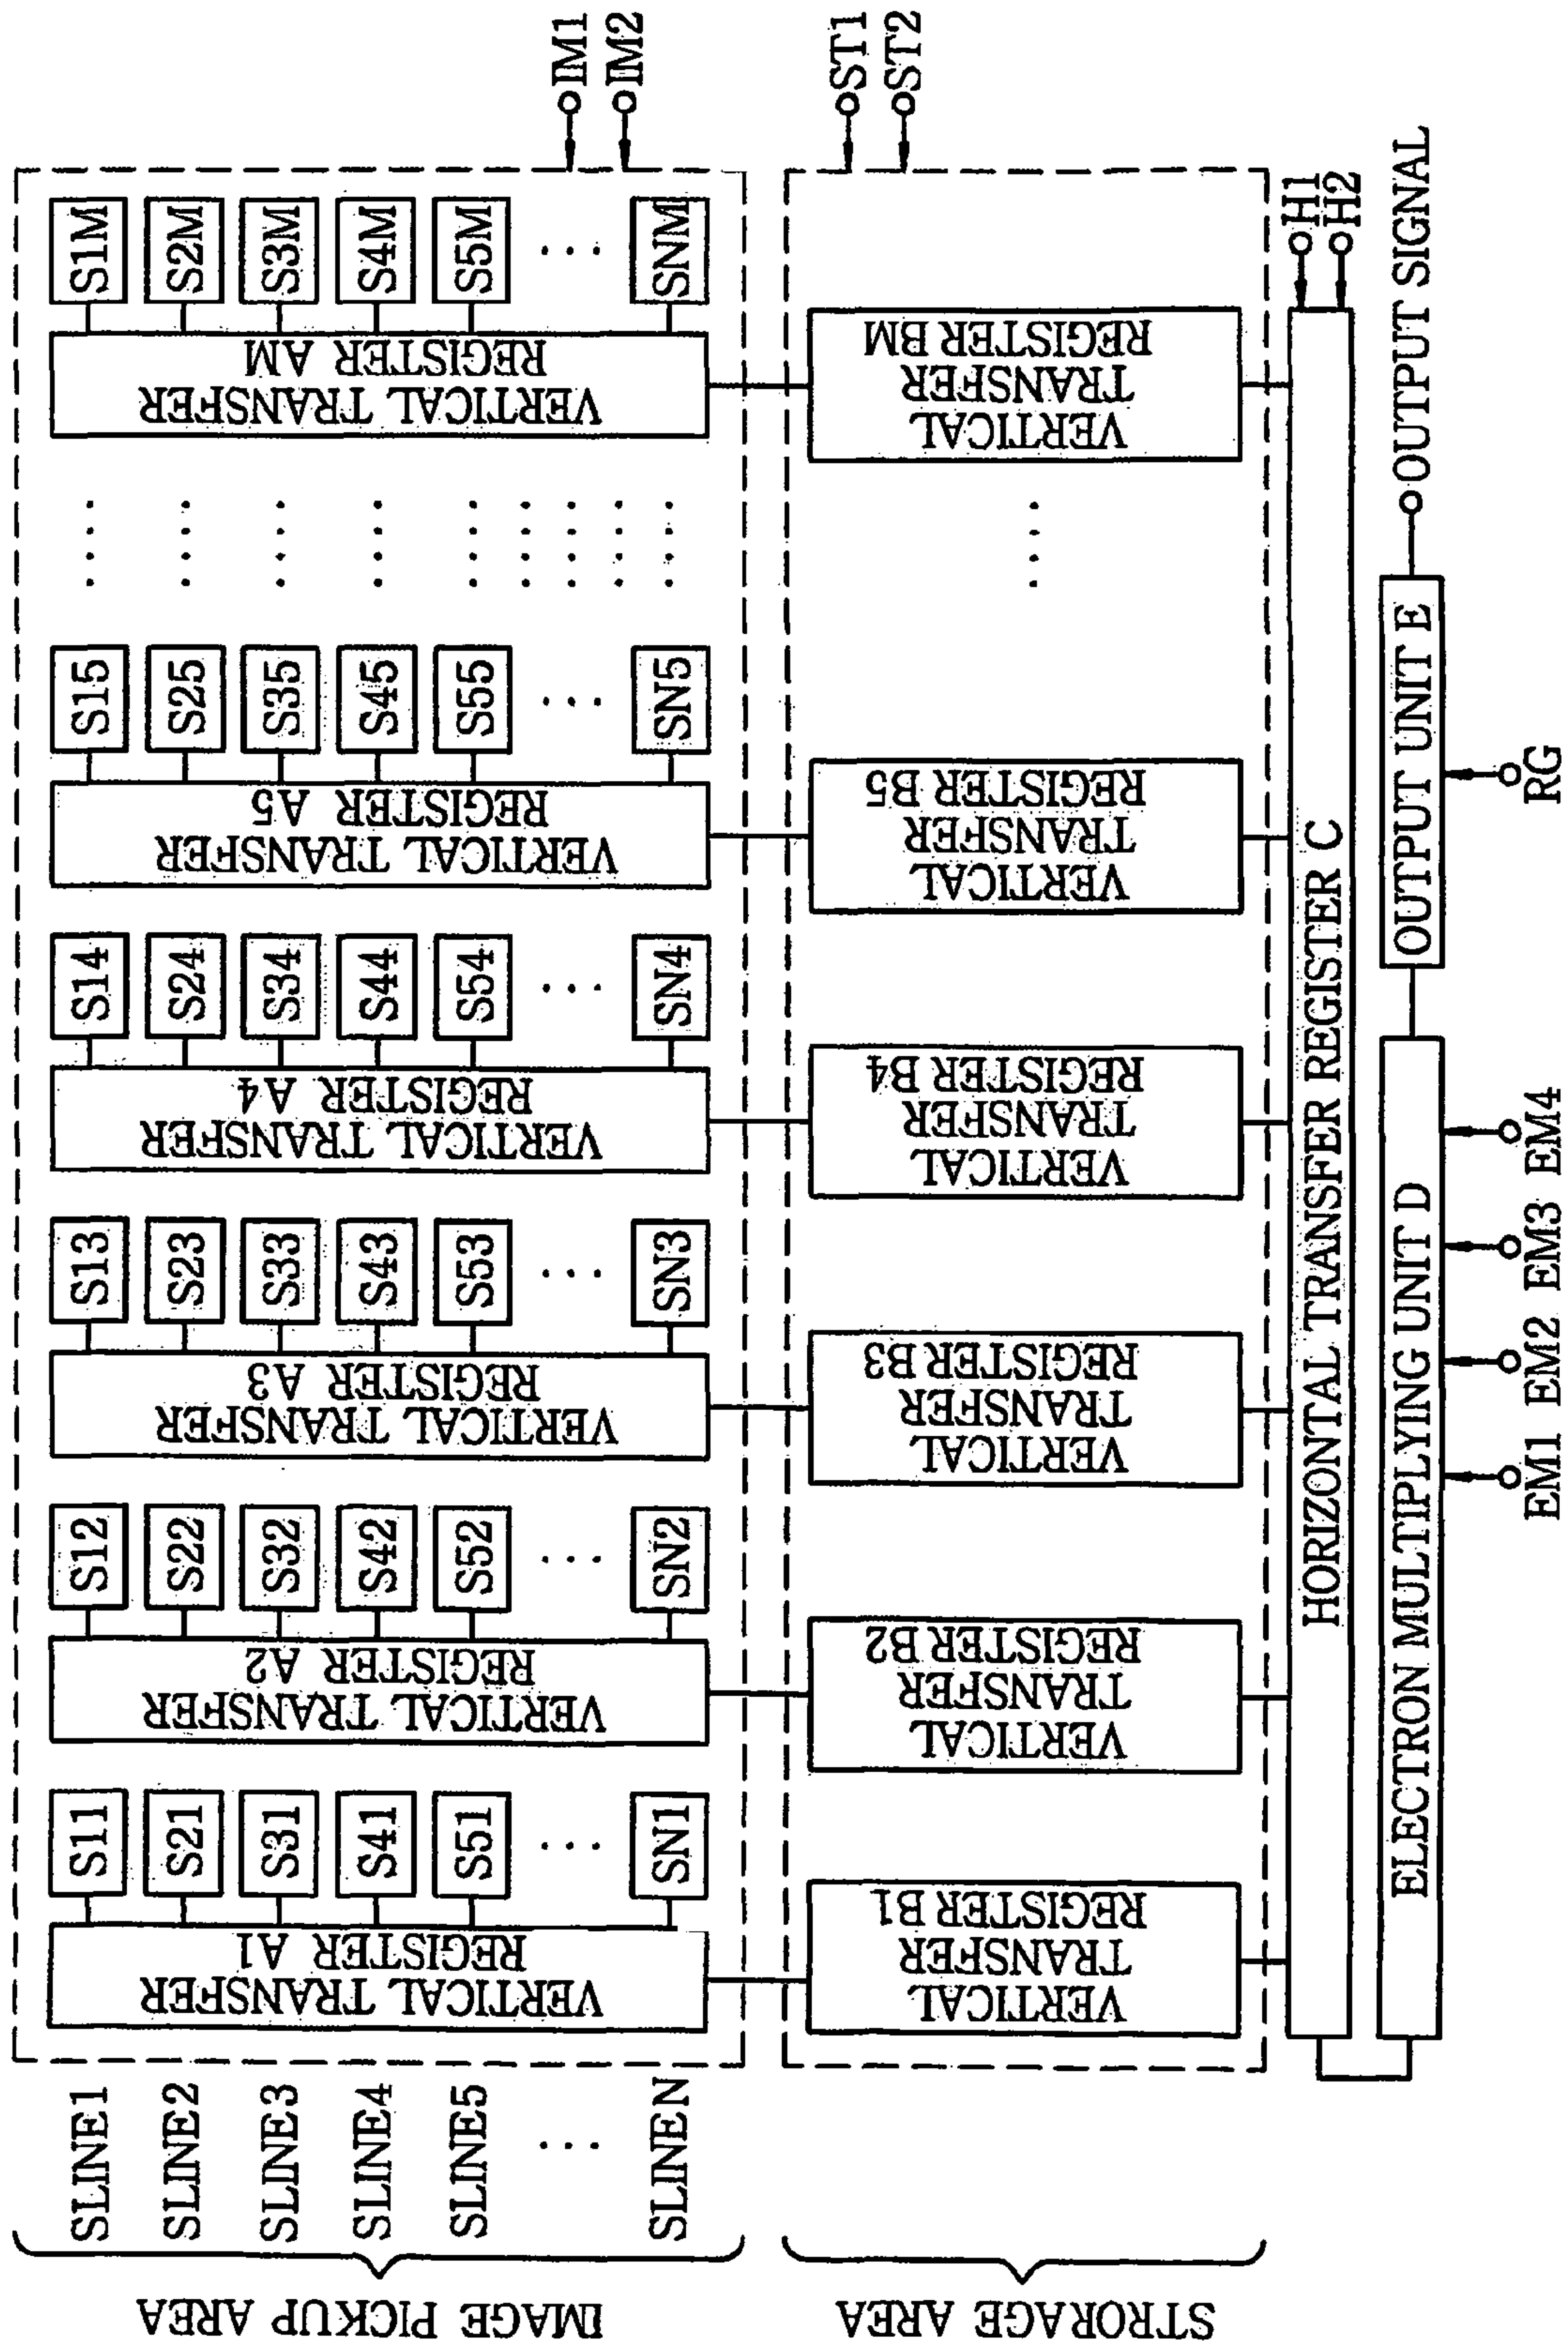 IMAGE PICKUP AREA
SLINE1
SLINE2
SLINE3
SLINE4
SLINE5
...
SLINEN
VERTICAL TRANSFER
REGISTER A1
S11
S21
S31
S41
S51
...
SN1
VERTICAL TRANSFER
REGISTER A2
S12
S22
S32
S42
S52
...
SN2
VERTICAL TRANSFER
REGISTER A3
S13
S23
S33
S43
S53
...
SN3
VERTICAL TRANSFER
REGISTER A4
S14
S24
S34
S44
S54
...
SN4
VERTICAL TRANSFER
REGISTER A5
S15
S25
S35
S45
S55
...
SN5
VERTICAL TRANSFER
REGISTER AM
S1M
S2M
S3M
S4M
S5M
...
SNM
IM1
IM2
STRORAGE AREA
VERTICAL
TRANSFER
REGISTER B1
VERTICAL
TRANSFER
REGISTER B2
VERTICAL
TRANSFER
REGISTER B3
VERTICAL
TRANSFER
REGISTER B4
VERTICAL
TRANSFER
REGISTER B5
....
VERTICAL
TRANSFER
REGISTER BM
ST1
ST2
HORIZONTAL TRANSFER REGISTER C
H1
H2
ELECTRON MULTIPLYING UNIT D
OUTPUT UNIT E
OUTPUT SIGNAL
EM1 EM2 EM3 EM4
RG